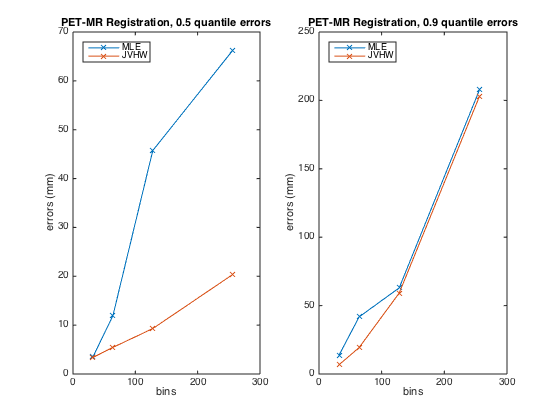 PET-MR Registration, 0.5 quantile errors
MLE
JVHW
errors (mm)
70
60
50
40
30
20
10
0
0
100
200
300
bins
PET-MR Registration, 0.9 quantile errors
MLE
JVHW
errors (mm)
250
200
150
100
50
0
0
100
200
300
bins